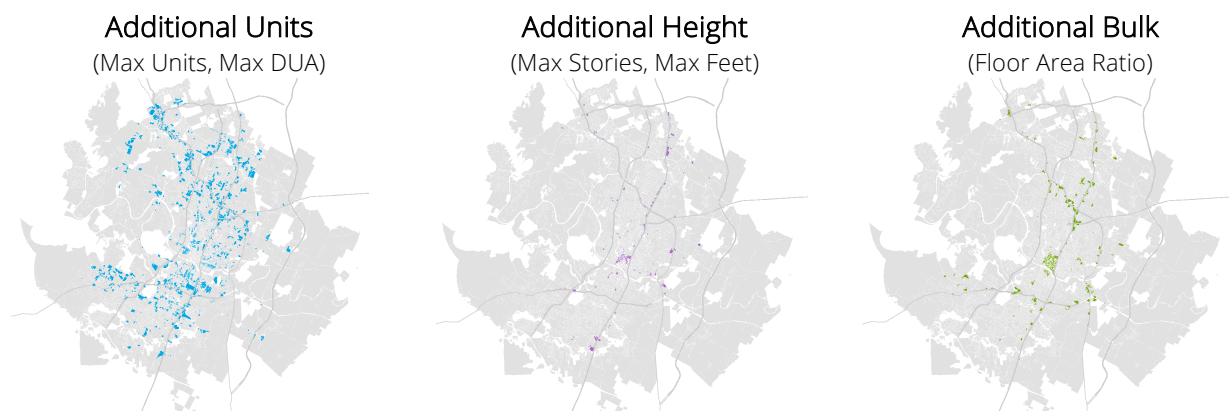 Additional Units
(Max Units, Max DUA)
Additional Height
(Max Stories, Max Feet)
Additional Bulk
(Floor Area Ratio)